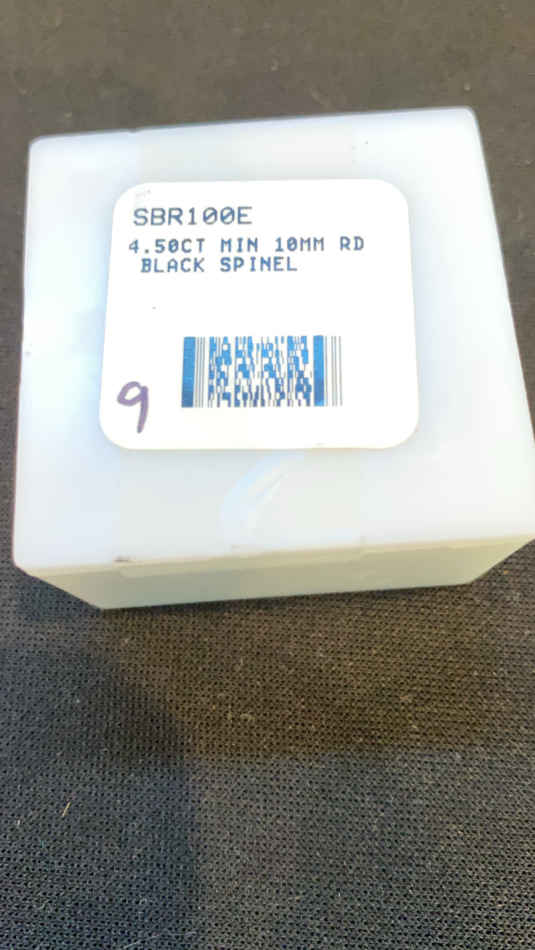 SBR100E
4.50CT MIN 10MM RD
BLACK SPINEL
9